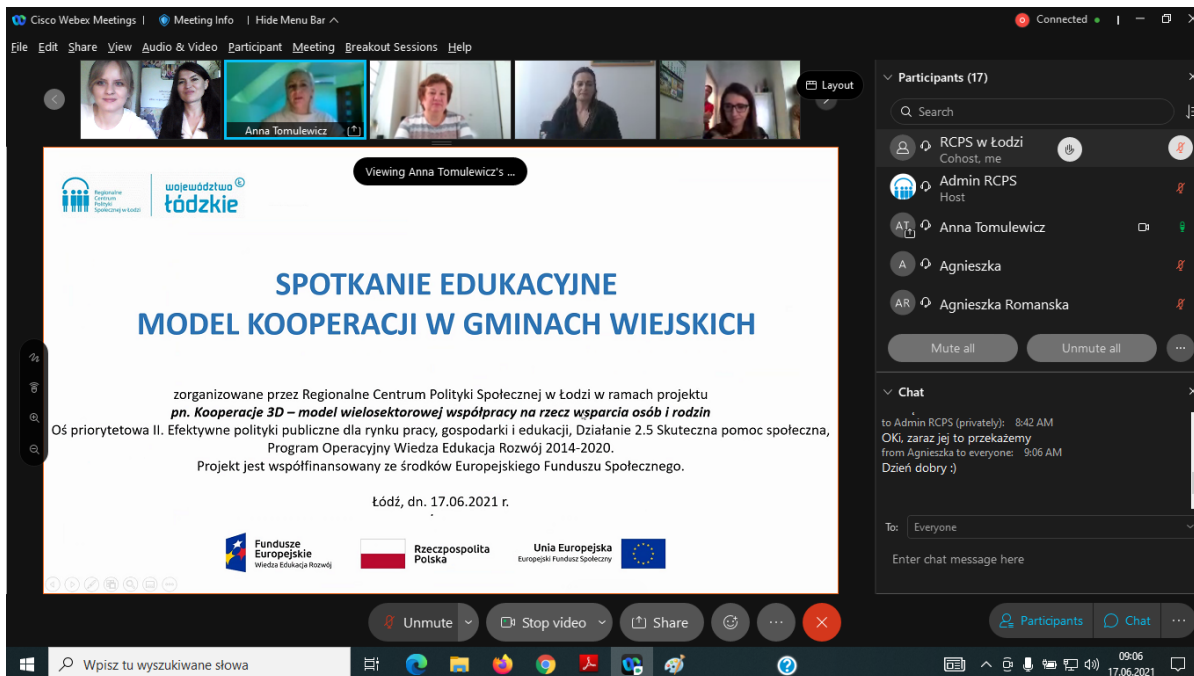 Cisco Webex Meetings | Meeting Info | Hide Menu Bar
Connected
File Edit Share View Audio & Video Participant Meeting Breakout Sessions Help
Anna Tomulewicz
Layout
Viewing Anna Tomulewicz's ...
Regionalne
Centrum
Polityki
Społecznej w Łodzi
województwo
łódzkie
SPOTKANIE EDUKACYJNE
MODEL KOOPERACJI W GMINACH WIEJSKICH
zorganizowane przez Regionalne Centrum Polityki Społecznej w Łodzi w ramach projektu
pn. Kooperacje 3D – model wielosektorowej współpracy na rzecz wsparcia osób i rodzin
Oś priorytetowa II. Efektywne polityki publiczne dla rynku pracy, gospodarki i edukacji, Działanie 2.5 Skuteczna pomoc społeczna,
Program Operacyjny Wiedza Edukacja Rozwój 2014-2020.
Projekt jest współfinansowany ze środków Europejskiego Funduszu Społecznego.
Łódź, dn. 17.06.2021 r.
Fundusze
Europejskie
Wiedza Edukacja Rozwój
Rzeczpospolita
Polska
Unia Europejska
Europejski Fundusz Społeczny
Participants (17)
Search
RCPS w Łodzi
Cohost, me
Admin RCPS
Host
AT Anna Tomulewicz
A Agnieszka
AR Agnieszka Romanska
Mute all Unmute all
Chat
to Admin RCPS (privately): 8:42 AM
OKi, zaraz jej to przekażemy
from Agnieszka to everyone: 9:06 AM
Dzień dobry :)
To: Everyone
Enter chat message here
Unmute Stop video Share
Participants Chat
Wpisz tu wyszukiwane słowa
09:06
17.06.2021